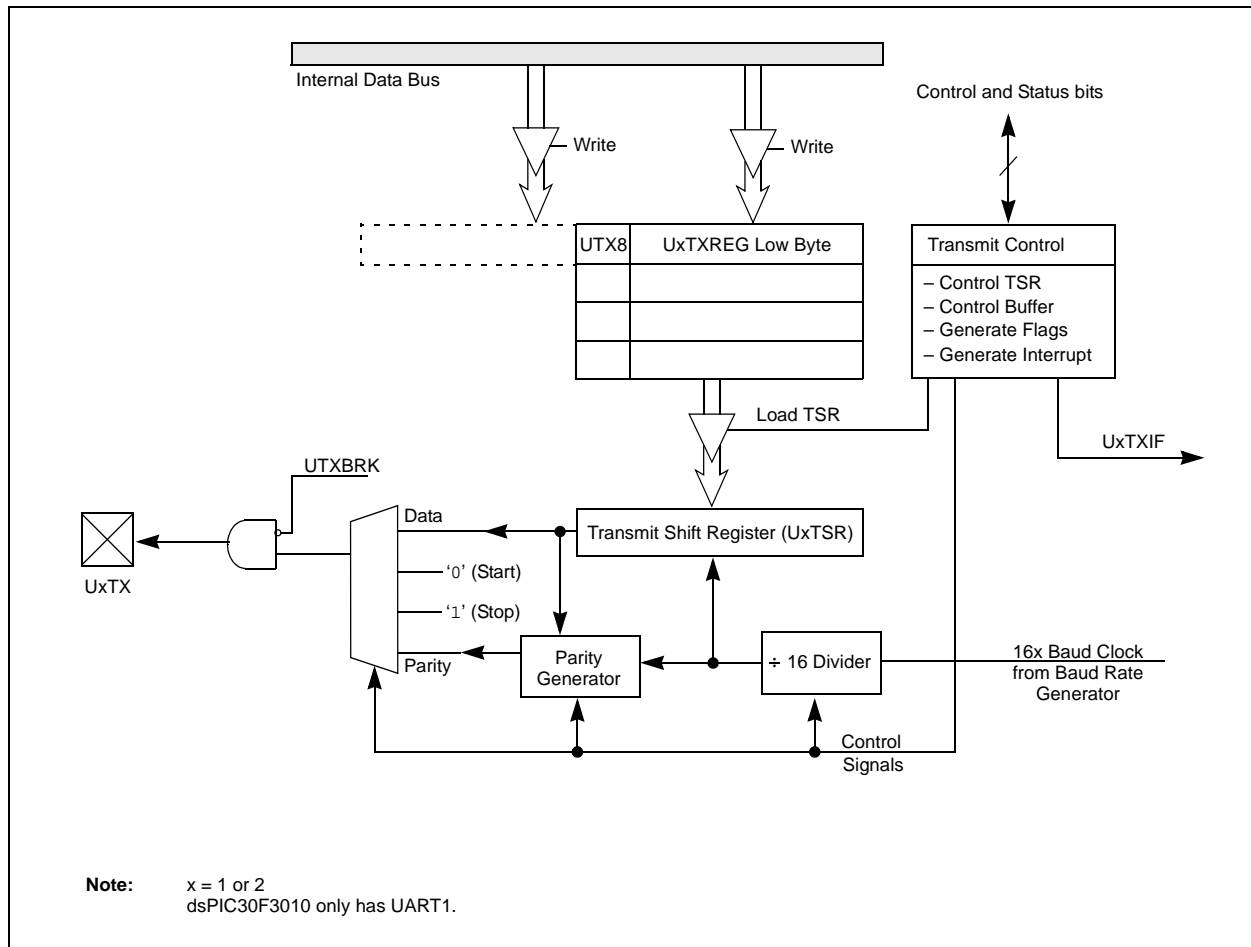 Internal Data Bus
Write
Write
Control and Status bits
UTX8
UxTXREG Low Byte
Transmit Control
– Control TSR
– Control Buffer
– Generate Flags
– Generate Interrupt
Load TSR
UxTXIF
UTXBRK
Data
Transmit Shift Register (UxTSR)
UxTX
‘0’ (Start)
‘1’ (Stop)
Parity
Parity
Generator
÷ 16 Divider
16x Baud Clock
from Baud Rate
Generator
Control
Signals
Note: x = 1 or 2
dsPIC30F3010 only has UART1.